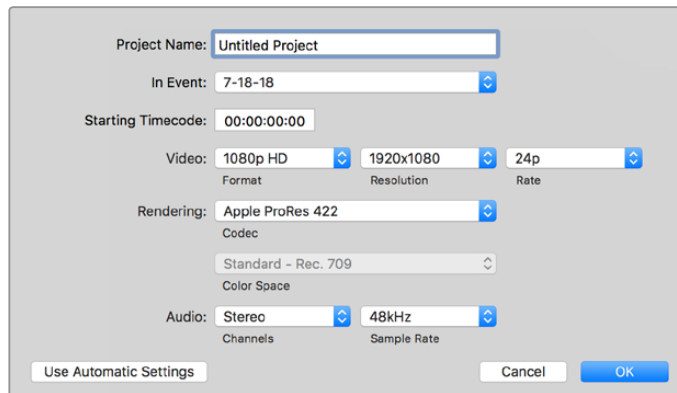 Project Name: Untitled Project
In Event: 7-18-18
Starting Timecode: 00:00:00:00
Video: 1080p HD 1920x1080 24p
Format Resolution Rate
Rendering: Apple ProRes 422
Codec
Standard - Rec. 709
Color Space
Audio: Stereo 48kHz
Channels Sample Rate
Use Automatic Settings Cancel OK